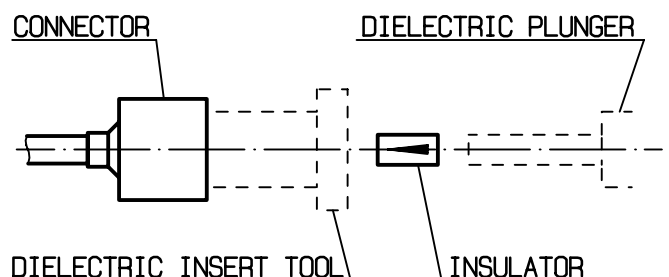 CONNECTOR
DIELECTRIC PLUNGER
DIELECTRIC INSERT TOOL
INSULATOR